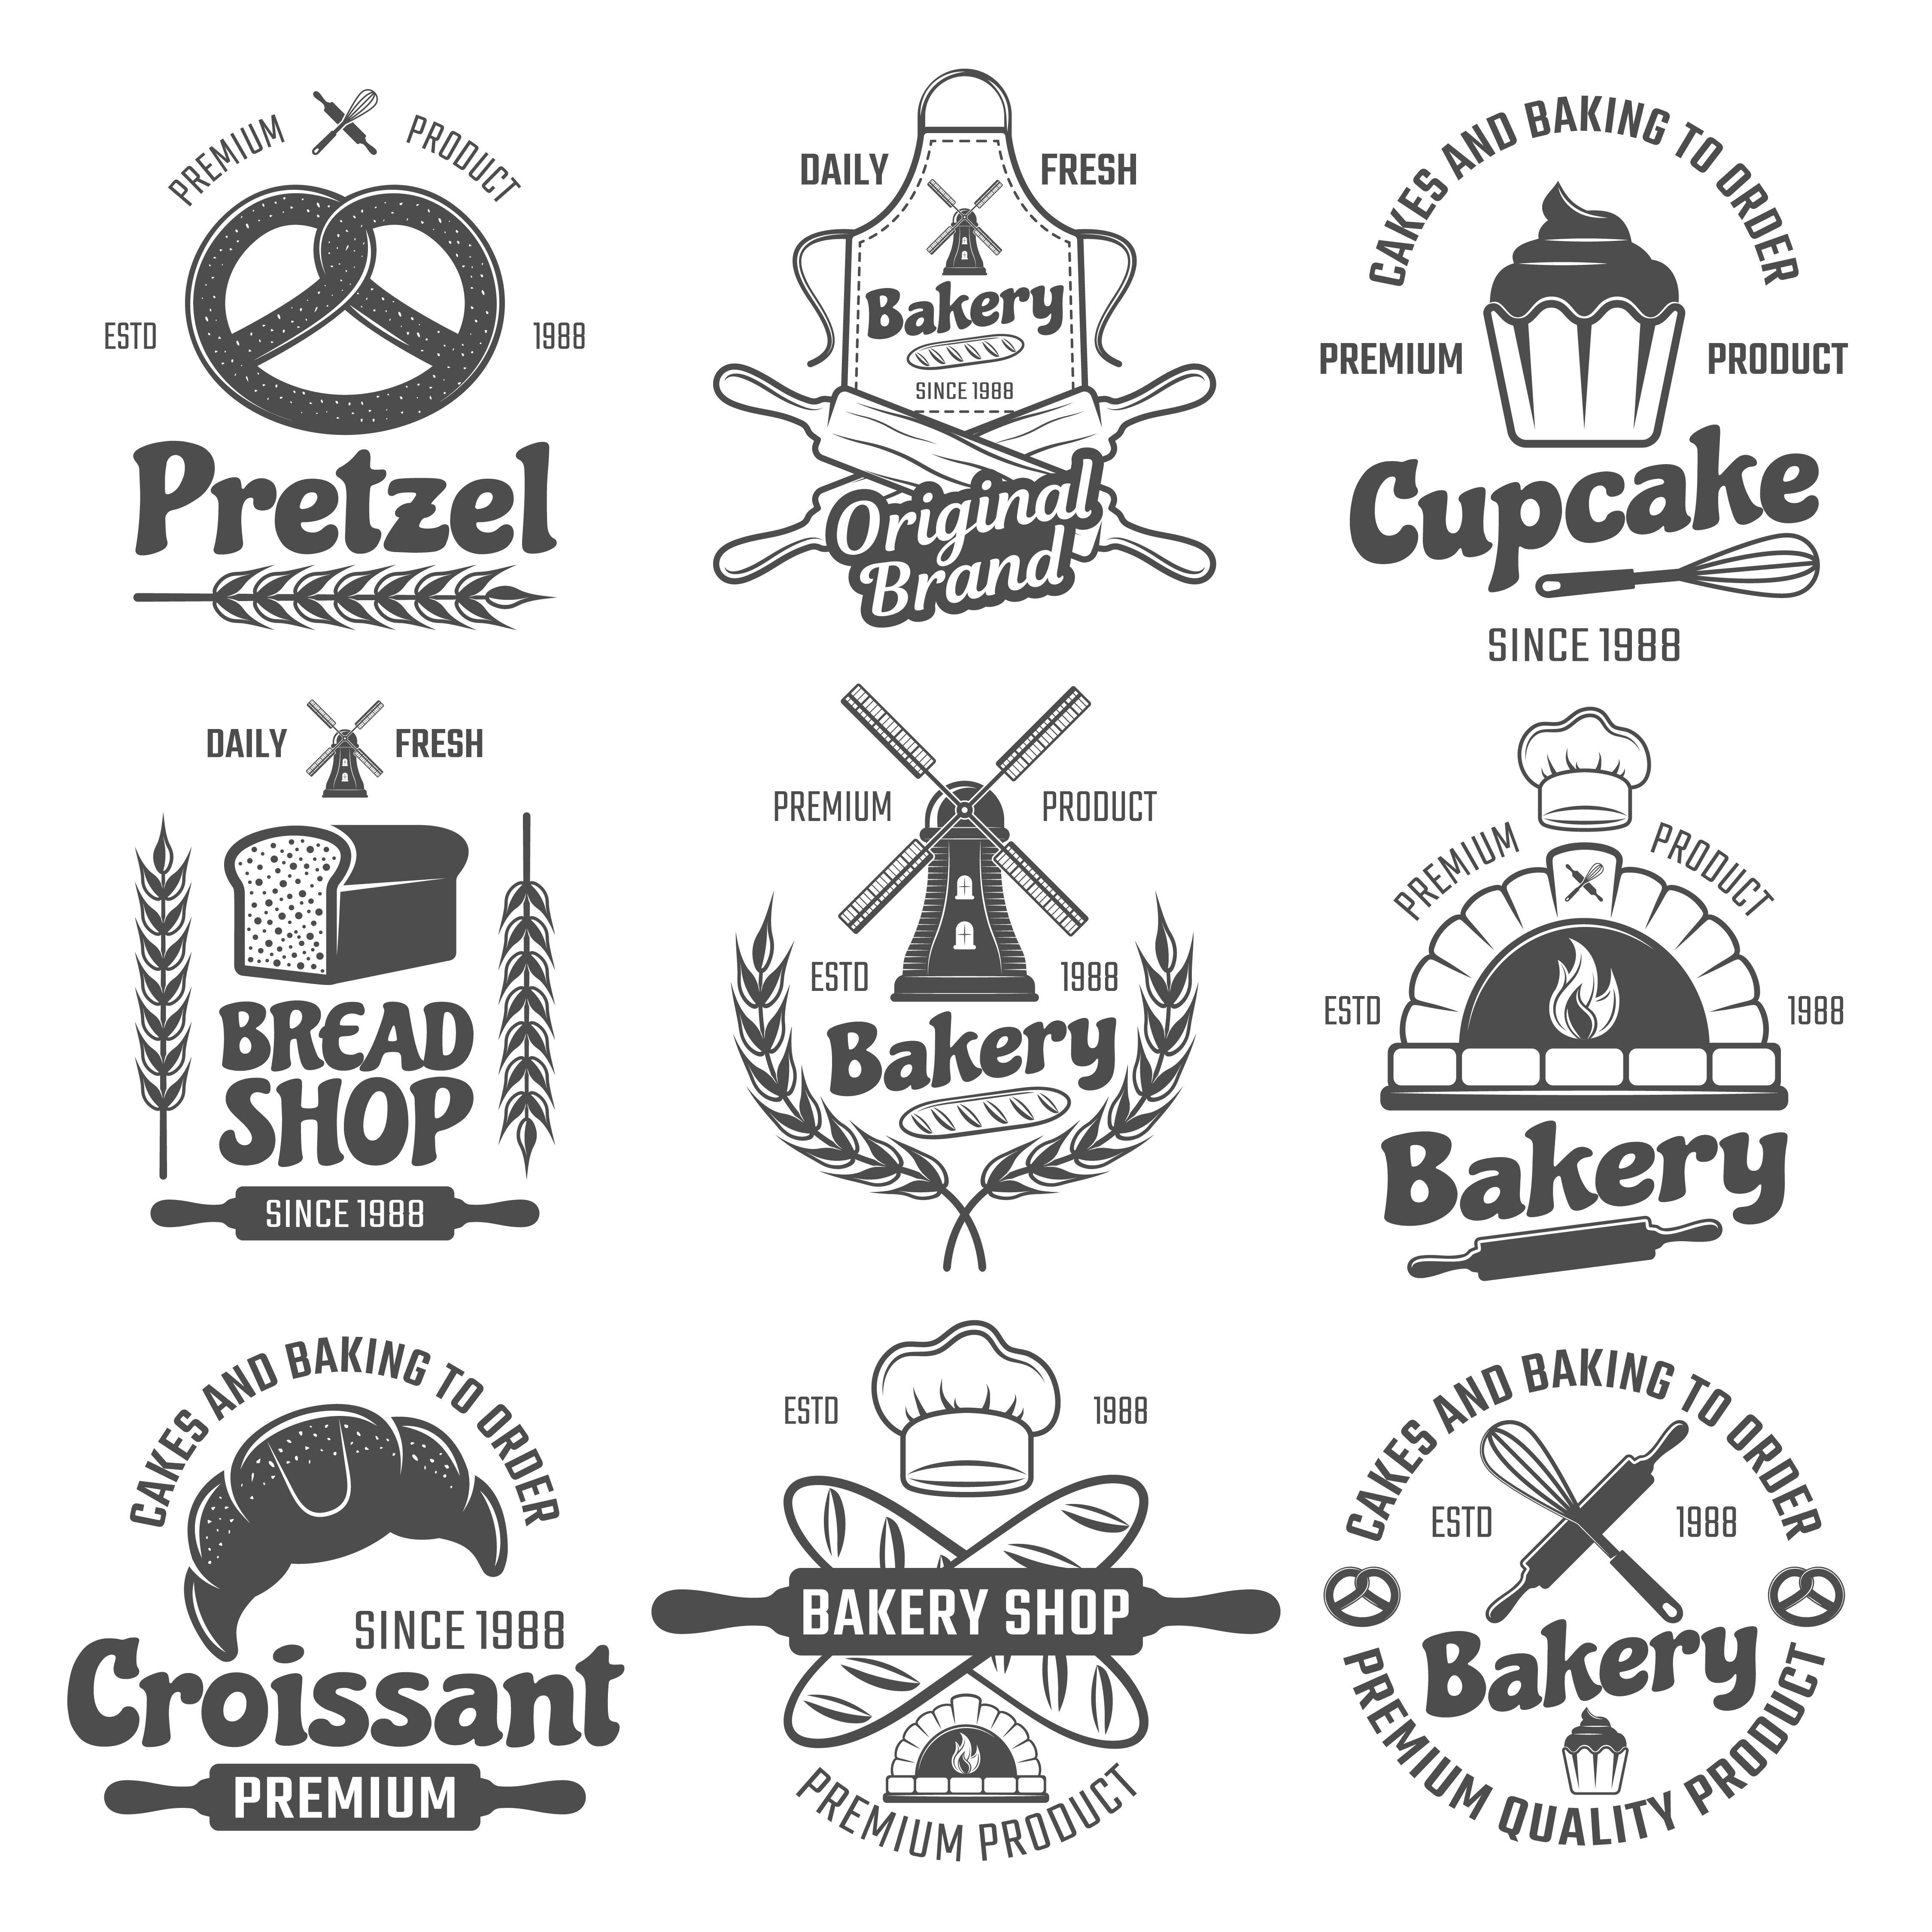 PREMIUM PRODUCT
ESTD 1988
Pretzel
DAILY FRESH
Bakery
SINCE 1988
Original
Brand
CAKES AND BAKING TO ORDER
PREMIUM PRODUCT
Cupcake
SINCE 1988
DAILY FRESH
BREAD
SHOP
SINCE 1988
PREMIUM PRODUCT
ESTD 1988
Bakery
PREMIUM PRODUCT
ESTD 1988
Bakery
CAKES AND BAKING TO ORDER
SINCE 1988
Croissant
PREMIUM
ESTD 1988
BAKERY SHOP
PREMIUM PRODUCT
CAKES AND BAKING TO ORDER
ESTD 1988
Bakery
PREMIUM QUALITY PRODUCT